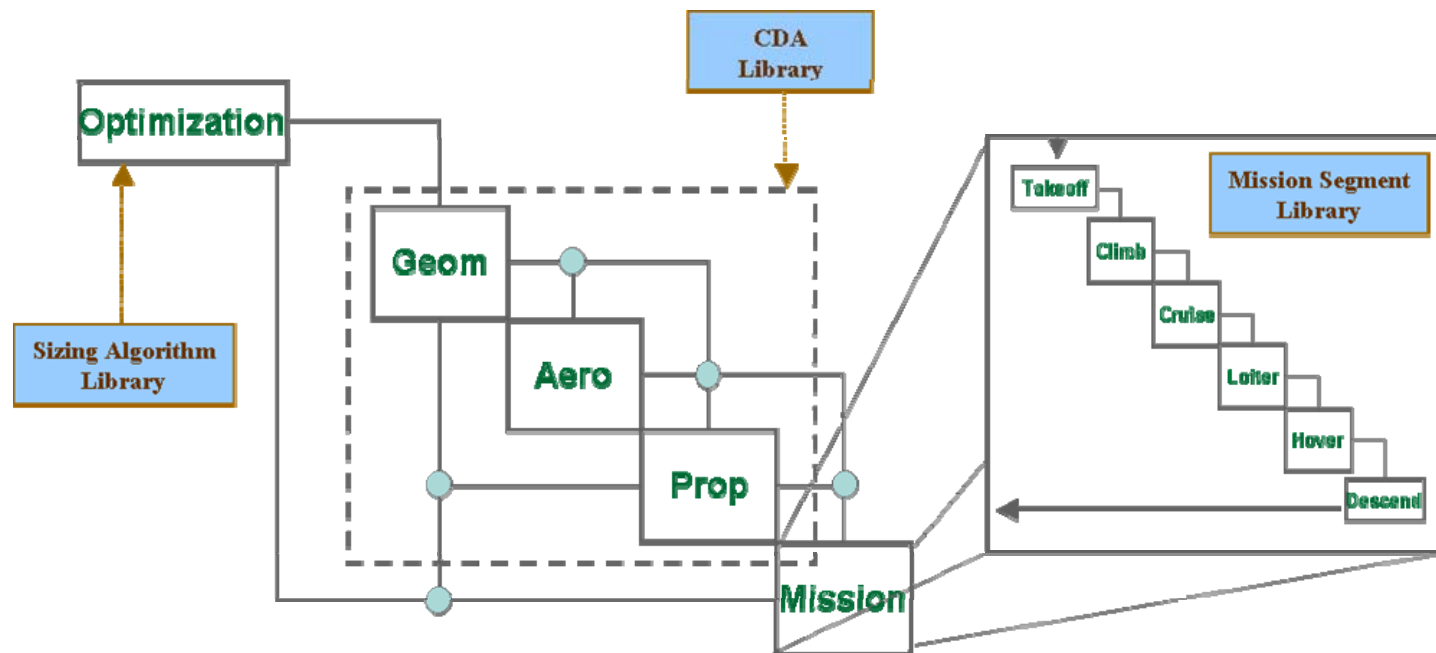 CDA
Library
Optimization
Mission Segment
Library
Takeoff
Climb
Geom
Cruise
Sizing Algorithm
Library
Aero
Loiter
Hover
Prop
Descend
Mission